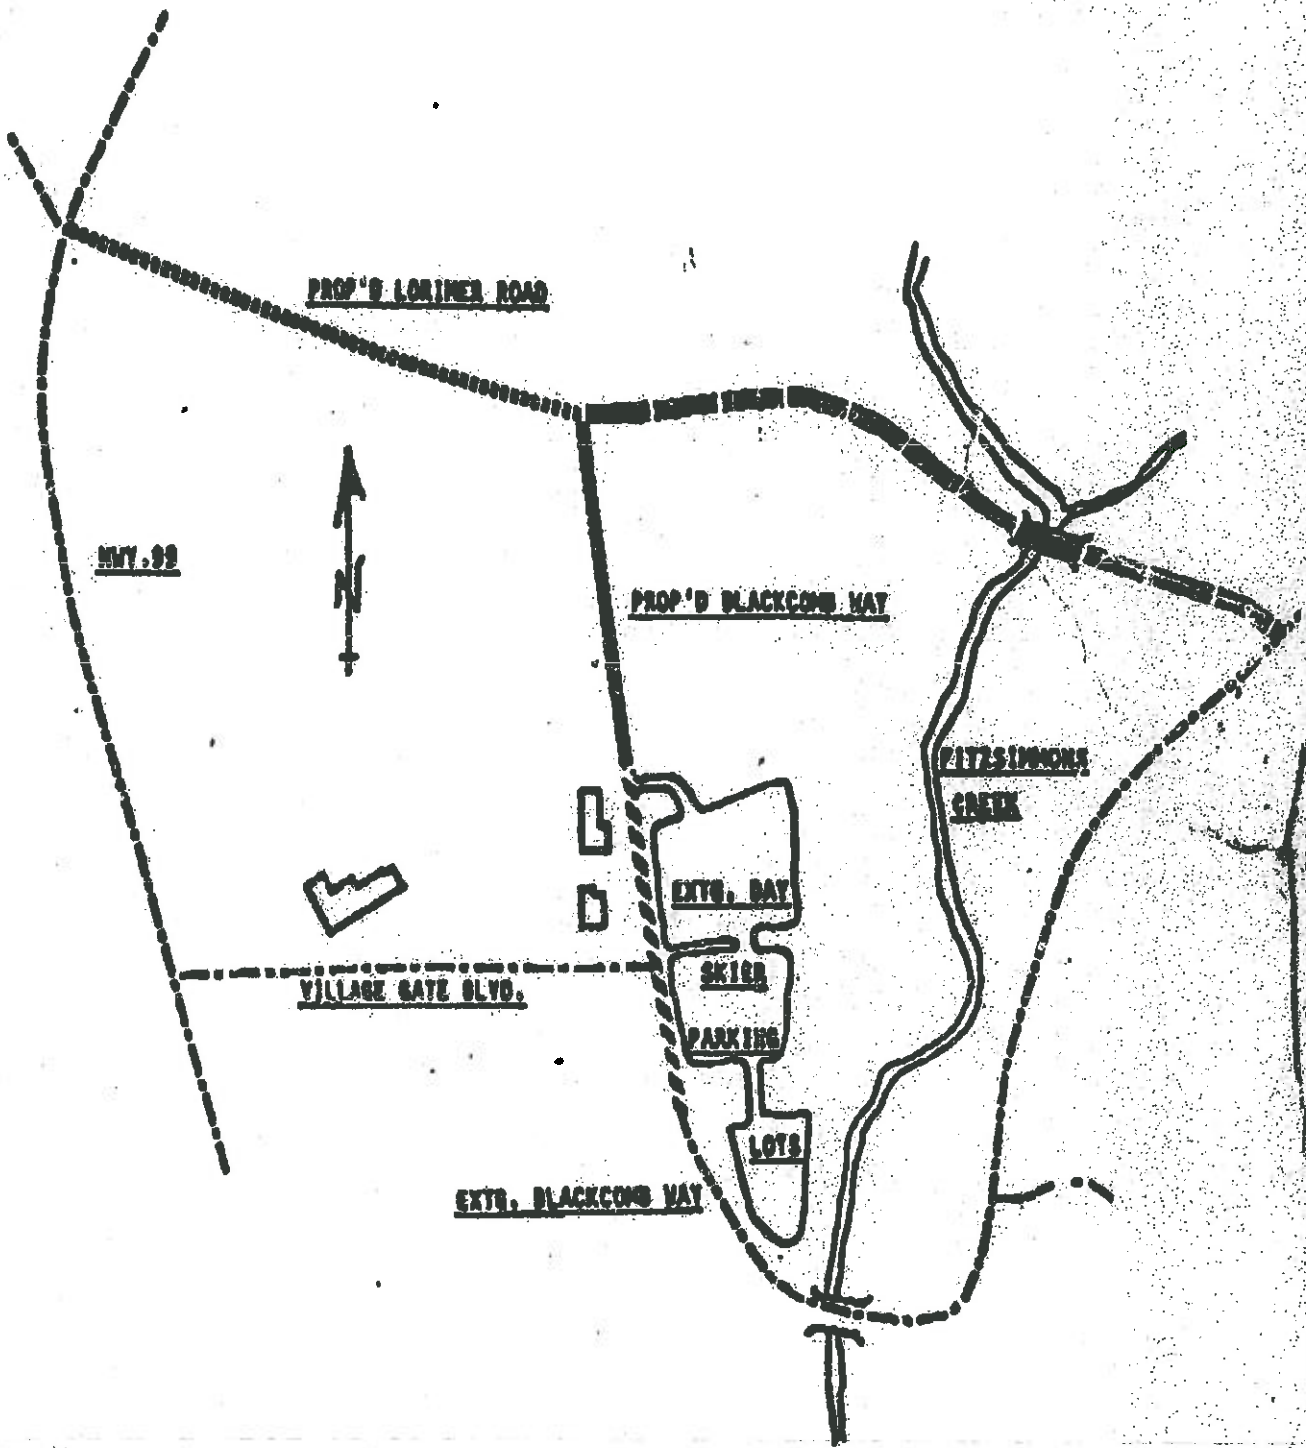 PROP'D LORIMER ROAD
HWY.99
N
PROP'D BLACKCOMB WAY
FITZSIMMONS
CREEK
EXTG. DAY
SKIER
PARKING
LOTS
VILLAGE GATE BLVD.
EXTG. BLACKCOMB WAY